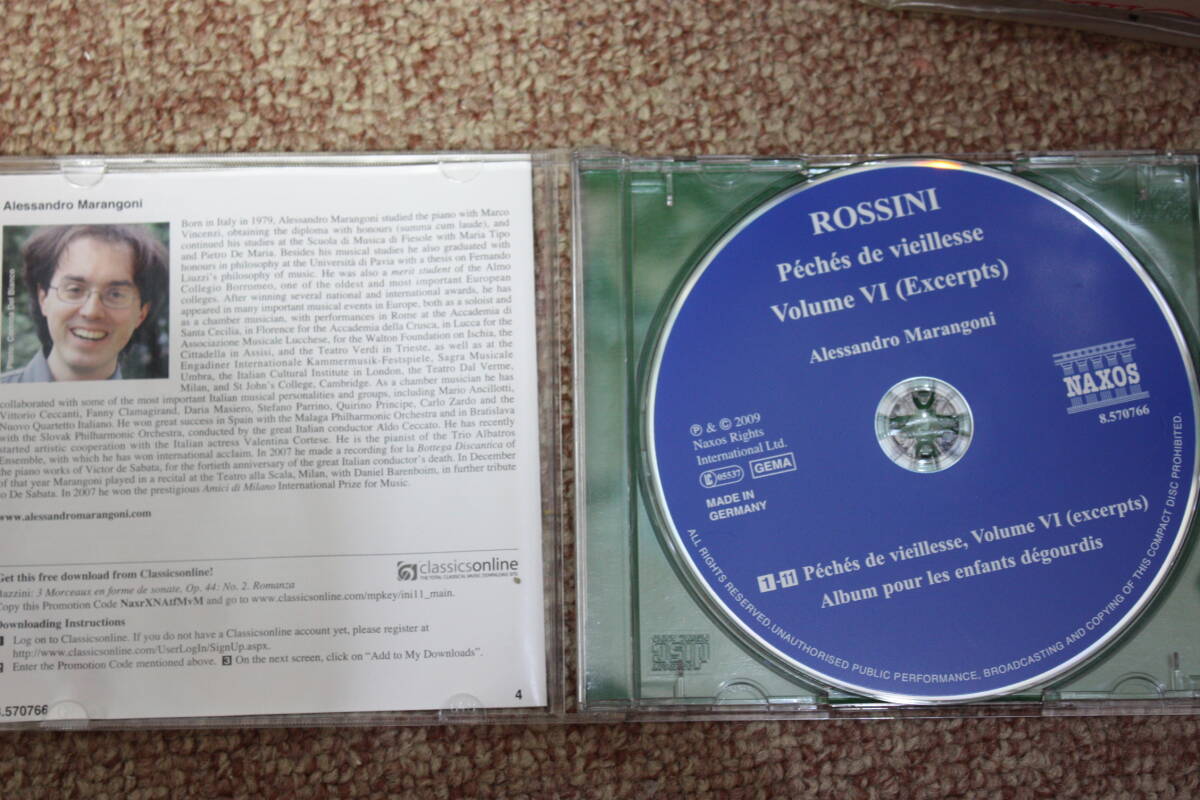 Alessandro Marangoni
Born in Italy in 1979, Alessandro Marangoni studied the piano with Marco
Vincenzi, obtaining the diploma with honours (summa cum laude), and
continued his studies at the Scuola di Musica di Fiesole with Maria Tipo
and Pietro De Maria. Besides his musical studies he also graduated with
honours in philosophy at the Università di Pavia with a thesis on Fernando
Liuzzi's philosophy of music. He was also a merit student of the Almo
Collegio Borromeo, one of the oldest and most important European
colleges. After winning several national and international awards, he has
appeared in many important musical events in Europe, both as a soloist and
as a chamber musician, with performances in Rome at the Accademia di
Santa Cecilia, in Florence for the Accademia della Crusca, in Lucca for the
Associazione Musicale Lucchese, for the Walton Foundation on Ischia, the
Cittadella in Assisi, and the Teatro Verdi in Trieste, as well as at the
Engadiner Internationale Kammermusik-Festspiele, Sagra Musicale
Umbra, the Italian Cultural Institute in London, the Teatro Dal Verme,
Milan, and St John's College, Cambridge. As a chamber musician he has
collaborated with some of the most important Italian musical personalities and groups, including Mario Ancillotti,
Vittorio Ceccanti, Fanny Clamagirand, Daria Masiero, Stefano Parrino, Quirino Principe, Carlo Zardo and the
Nuovo Quartetto Italiano. He won great success in Spain with the Malaga Philharmonic Orchestra and in Bratislava
with the Slovak Philharmonic Orchestra, conducted by the great Italian conductor Aldo Ceccato. He has recently
started artistic cooperation with the Italian actress Valentina Cortese. He is the pianist of the Trio Albatros
Ensemble, with which he has won international acclaim. In 2007 he made a recording for la Bottega Discantica of
the piano works of Victor de Sabata, for the fortieth anniversary of the great Italian conductor's death. In December
of that year Marangoni played in a recital at the Teatro alla Scala, Milan, with Daniel Barenboim, in further tribute
to De Sabata. In 2007 he won the prestigious Amici di Milano International Prize for Music.
www.alessandromarangoni.com
Get this free download from Classicsonline!
classicsonline
THE TOTAL CLASSICAL MUSIC DOWNLOAD SITE
Bazzini: 3 Morceaux en forme de sonate, Op. 44: No. 2. Romanza
Copy this Promotion Code NaxrXNAtfMvM and go to www.classicsonline.com/mpkey/ini11_main.
Downloading Instructions
1 Log on to Classicsonline. If you do not have a Classicsonline account yet, please register at
http://www.classicsonline.com/UserLogIn/SignUp.aspx.
2 Enter the Promotion Code mentioned above. 3 On the next screen, click on "Add to My Downloads".
8.570766
4
ROSSINI
Péchés de vieillesse
Volume VI (Excerpts)
Alessandro Marangoni
NAXOS
8.570766
℗ & © 2009
Naxos Rights
International Ltd.
LC 05537 GEMA
MADE IN
GERMANY
1-11 Péchés de vieillesse, Volume VI (excerpts)
Album pour les enfants dégourdis
ALL RIGHTS RESERVED.UNAUTHORISED PUBLIC PERFORMANCE, BROADCASTING AND COPYING OF THIS COMPACT DISC PROHIBITED.